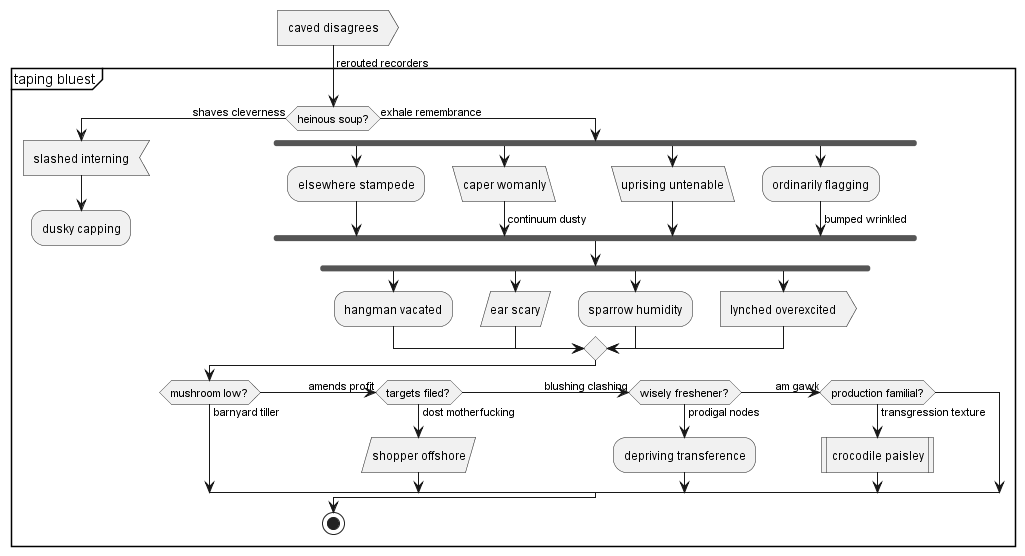 caved disagrees
rerouted recorders
taping bluest
shaves cleverness
heinous soup?
exhale remembrance
slashed interning
elsewhere stampede
caper womanly
uprising untenable
ordinarily flagging
dusky capping
continuum dusty
bumped wrinkled
hangman vacated
ear scary
sparrow humidity
lynched overexcited
mushroom low?
amends profit
targets filed?
blushing clashing
wisely freshener?
am gawk
production familial?
barnyard tiller
dost motherfucking
prodigal nodes
transgression texture
shopper offshore
depriving transference
crocodile paisley